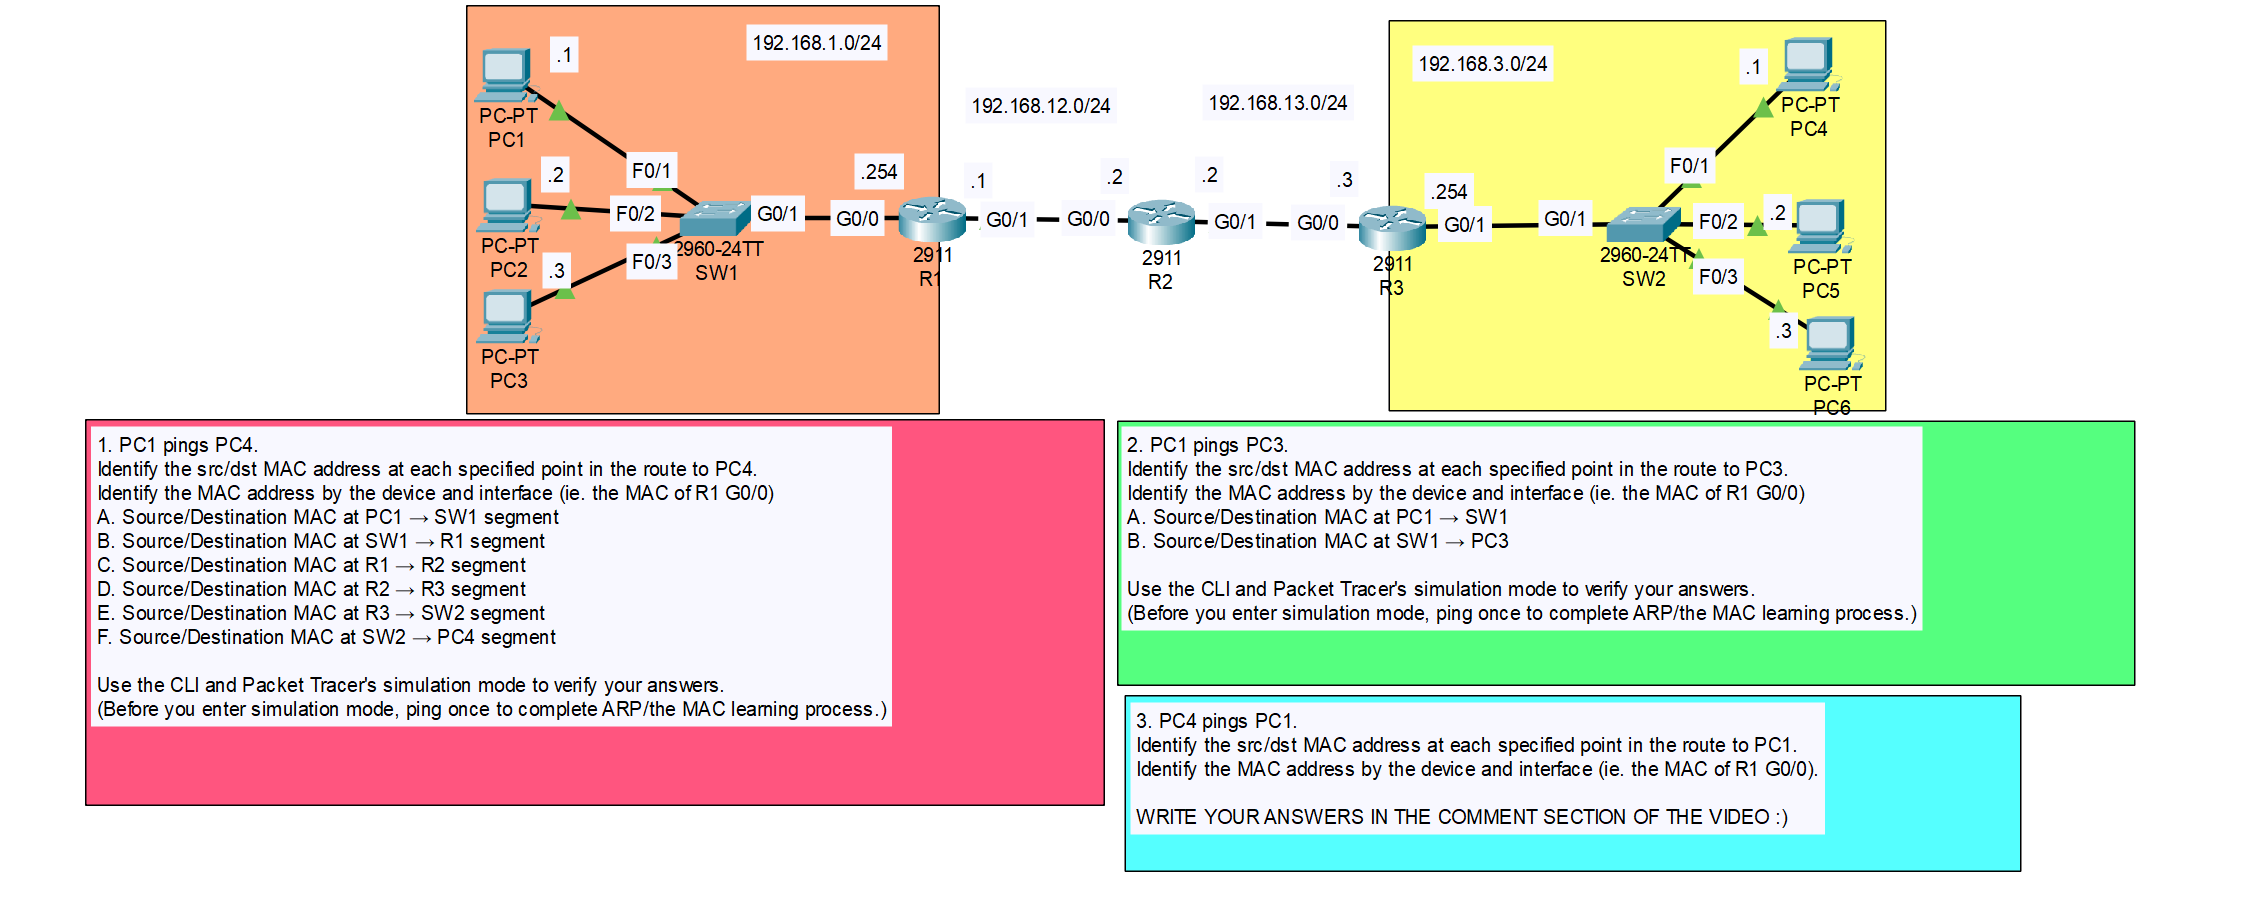 192.168.1.0/24
.1
PC-PT
PC1
.2
PC-PT
PC2
.3
PC-PT
PC3
F0/1
F0/2
F0/3
2960-24TT
SW1
G0/1
G0/0
.254
2911
R1
192.168.12.0/24
.1
G0/1
G0/0
.2
2911
R2
192.168.13.0/24
.2
G0/1
G0/0
.3
2911
R3
192.168.3.0/24
.254
G0/1
G0/1
2960-24TT
SW2
F0/1
F0/2
F0/3
.1
PC-PT
PC4
.2
PC-PT
PC5
.3
PC-PT
PC6
1. PC1 pings PC4.
Identify the src/dst MAC address at each specified point in the route to PC4.
Identify the MAC address by the device and interface (ie. the MAC of R1 G0/0)
A. Source/Destination MAC at PC1 → SW1 segment
B. Source/Destination MAC at SW1 → R1 segment
C. Source/Destination MAC at R1 → R2 segment
D. Source/Destination MAC at R2 → R3 segment
E. Source/Destination MAC at R3 → SW2 segment
F. Source/Destination MAC at SW2 → PC4 segment
Use the CLI and Packet Tracer's simulation mode to verify your answers.
(Before you enter simulation mode, ping once to complete ARP/the MAC learning process.)
2. PC1 pings PC3.
Identify the src/dst MAC address at each specified point in the route to PC3.
Identify the MAC address by the device and interface (ie. the MAC of R1 G0/0)
A. Source/Destination MAC at PC1 → SW1
B. Source/Destination MAC at SW1 → PC3
Use the CLI and Packet Tracer's simulation mode to verify your answers.
(Before you enter simulation mode, ping once to complete ARP/the MAC learning process.)
3. PC4 pings PC1.
Identify the src/dst MAC address at each specified point in the route to PC1.
Identify the MAC address by the device and interface (ie. the MAC of R1 G0/0).
WRITE YOUR ANSWERS IN THE COMMENT SECTION OF THE VIDEO :)